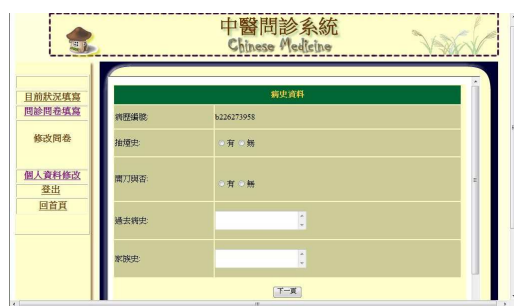 中醫問診系統
Chinese Medicine
目前狀況填寫
問診問卷填寫
修改問卷
個人資料修改
登出
回首頁
病史資料
病歷編號:
b226273958
抽煙史:
有 無
開刀與否:
有 無
過去病史:
家族史:
下一頁